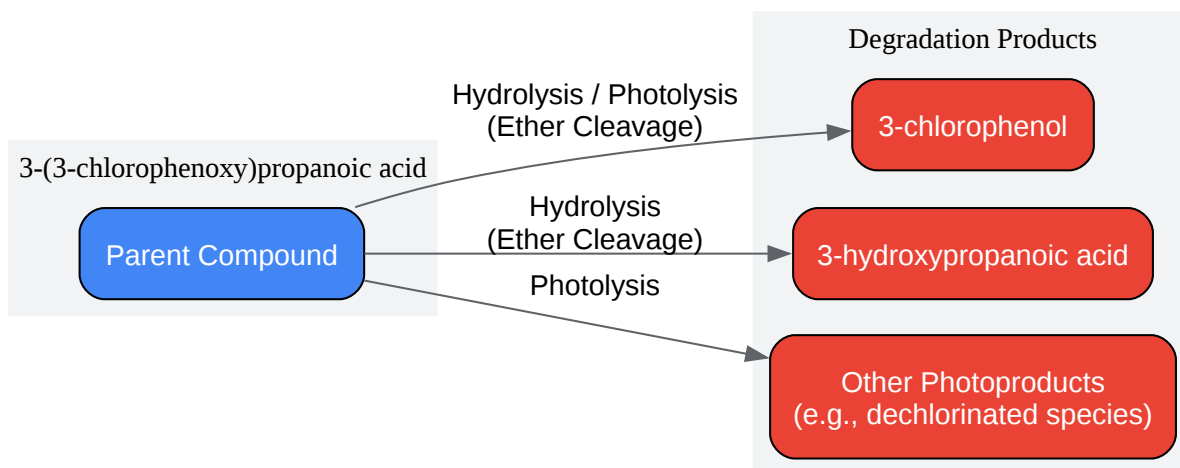 Degradation Products
Hydrolysis / Photolysis
(Ether Cleavage)
3-chlorophenol
3-(3-chlorophenoxy)propanoic acid
Parent Compound
Hydrolysis
(Ether Cleavage)
3-hydroxypropanoic acid
Photolysis
Other Photoproducts
(e.g., dechlorinated species)